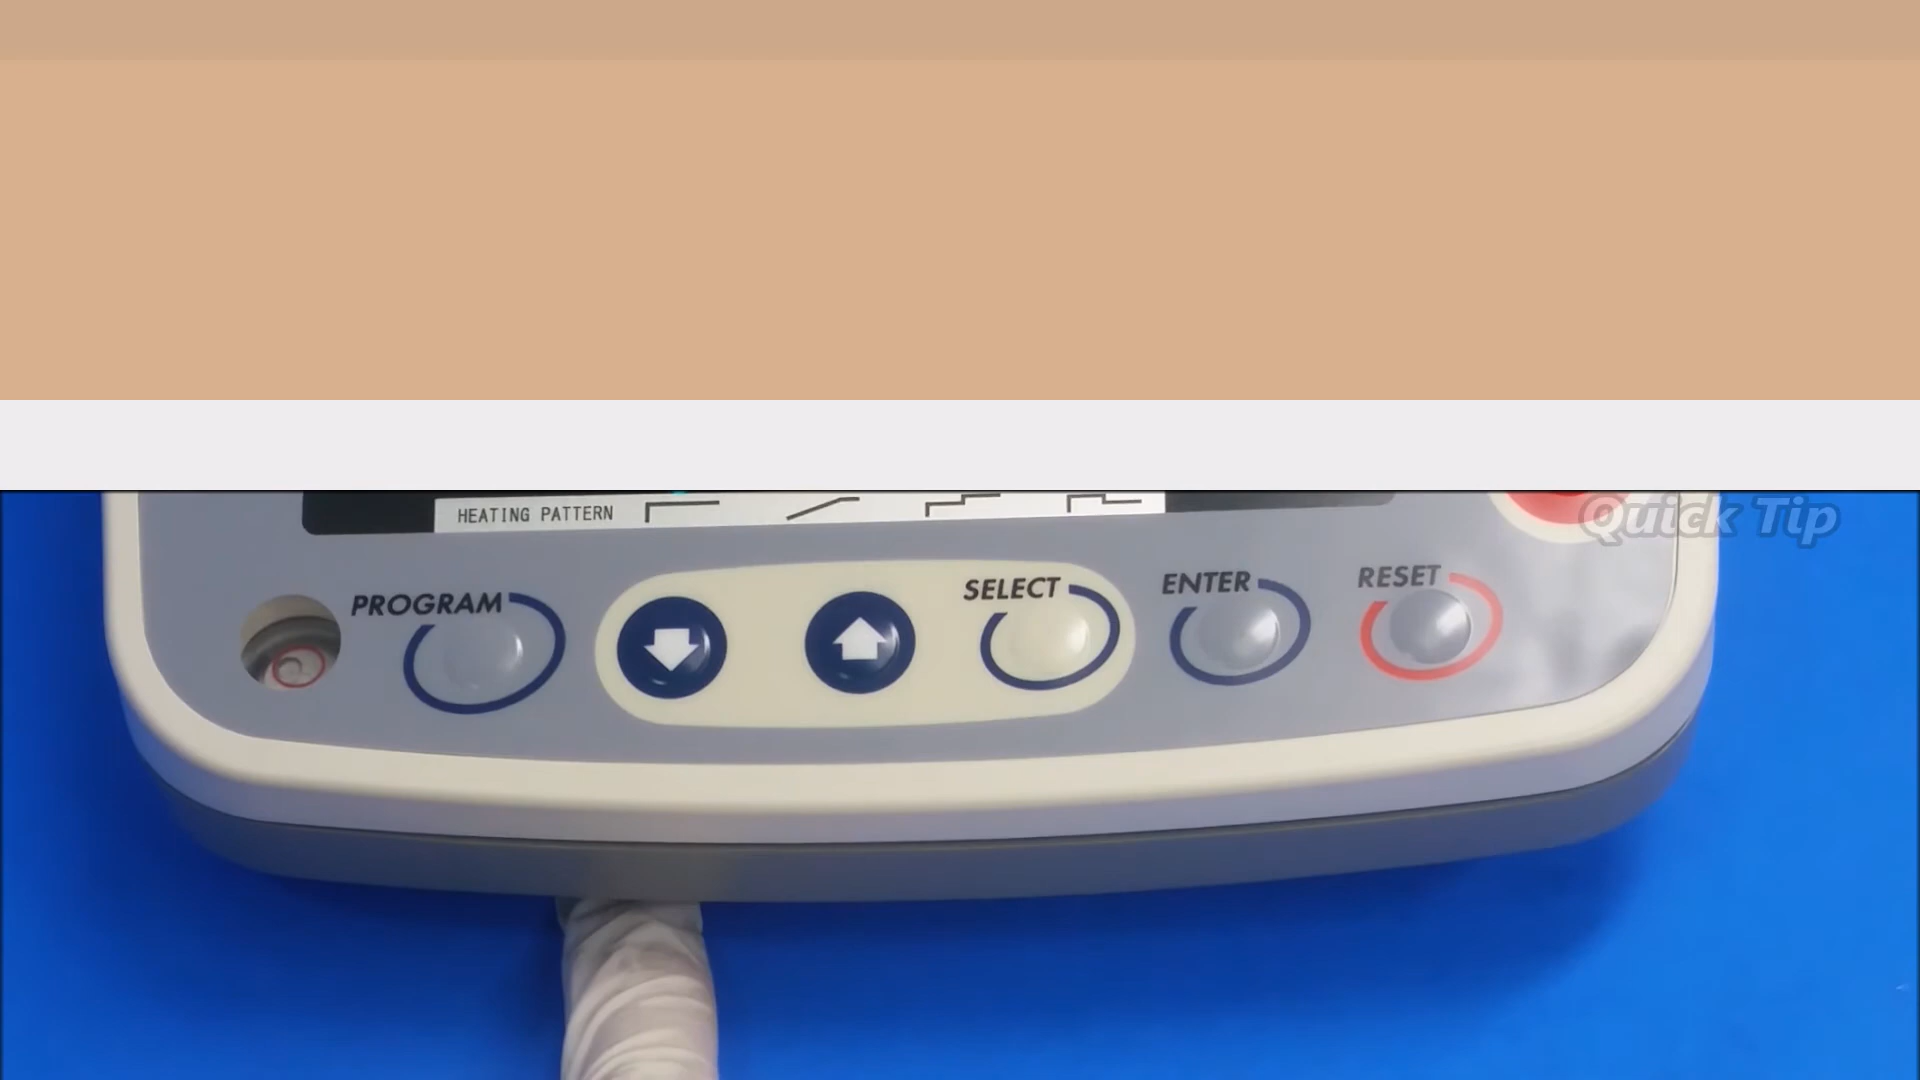 Quick Tip
HEATING PATTERN
PROGRAM
SELECT
ENTER
RESET